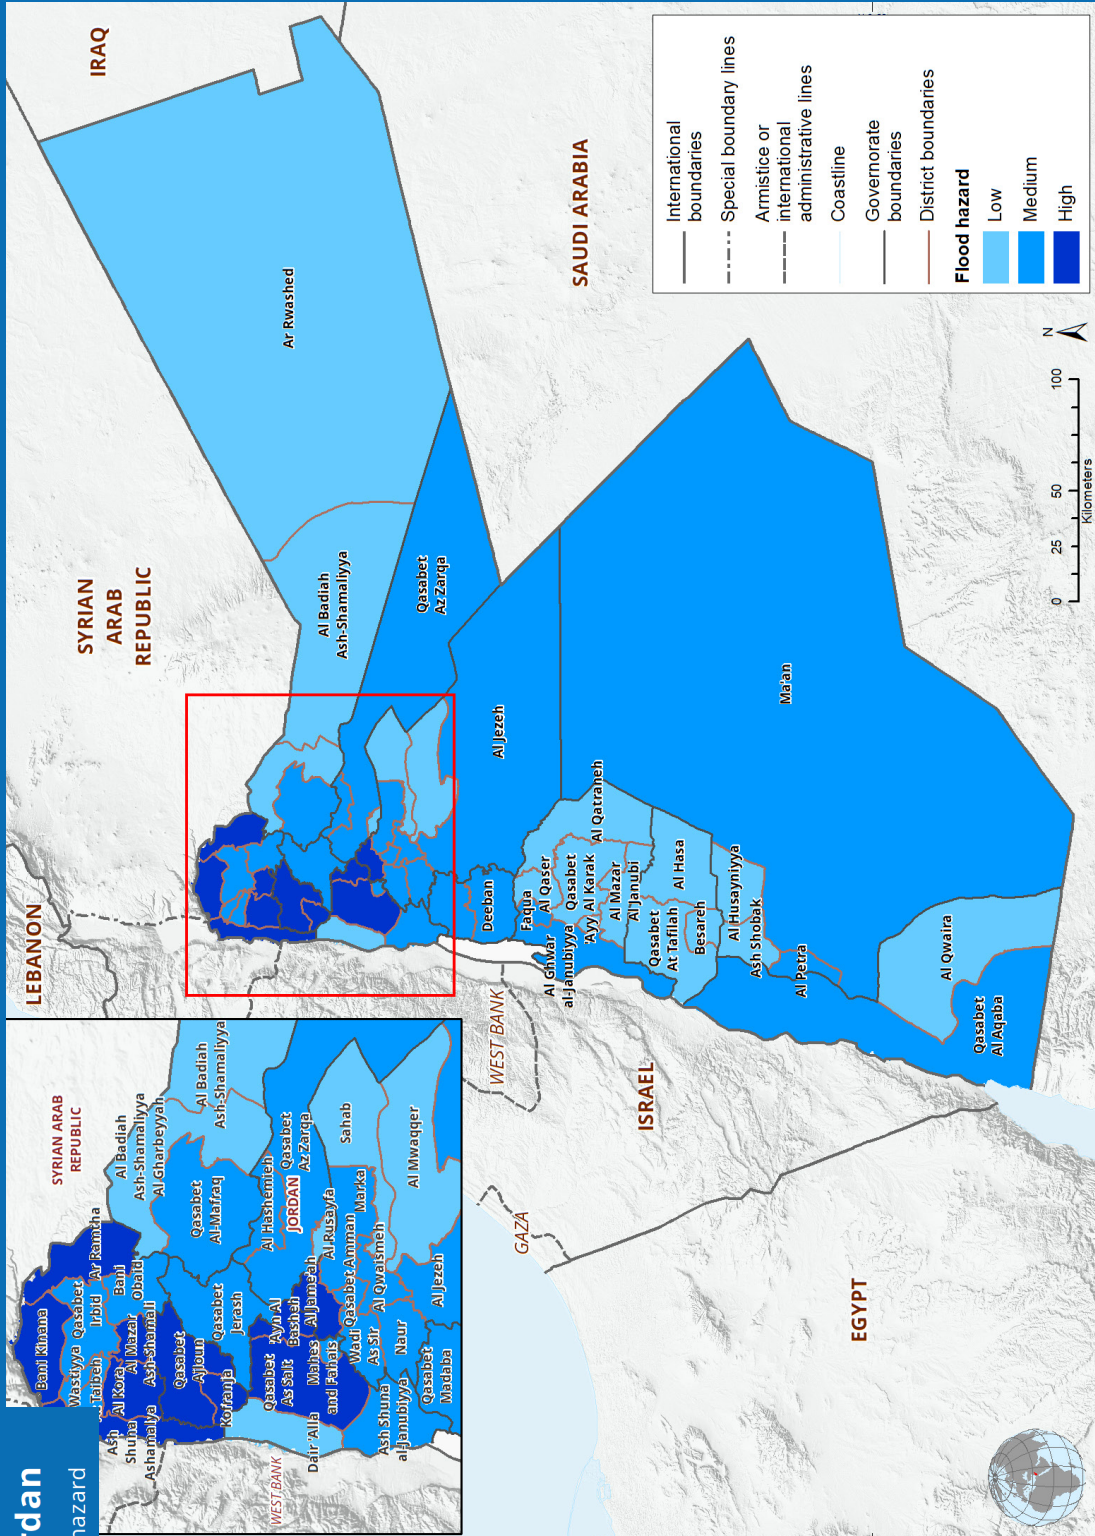 rdan
hazard
LEBANON
SYRIAN
ARAB
REPUBLIC
IRAQ
SAUDI ARABIA
ISRAEL
EGYPT
WEST BANK
GAZA
Ar Rwashed
Al Badiah
Ash-Shamaliyya
Qasabet
Az Zarqa
Al Jezeh
Deeban
Faqua
Al Qaser
Qasabet
Al Karak
Ayy
Al Mazar
Al Janubi
Al Qatraneh
Al Ghwar
al-Janubiyya
Qasabet
At Tafilah
Besareh
Al Hasa
Al Husayniyya
Ash Shobak
Al Petra
Ma'an
Al Qwaira
Qasabet
Al Aqaba
SYRIAN ARAB
REPUBLIC
Bani Kinana
Ar Ramtha
Wastiyya
Qasabet
Irbid
Taibeh
Bani
Obaid
Al Kora
Al Mazar
Ash-Shamali
Ash
Shuna
Ashamalya
Qasabet
Ajloun
Kofranja
Qasabet
Jerash
Al Badiah
Ash-Shamaliyya
Al Gharbeyyah
Al Badiah
Ash-Shamaliyya
Qasabet
Al-Mafraq
Al Hashemieh
JORDAN
Qasabet
Az Zarqa
Al Rusayfa
Sahab
Marka
Al Mwaqqer
Ayn Al
Basheh
Al Jame'ah
Qasabet
As Salt
Mahes
and Fahais
Dair 'Alla
Wadi
As Sir
Qasabet Amman
Al Qwaismeh
Naur
Al Jezeh
Ash Shuna
al-Janubiyya
Qasabet
Madaba
WEST BANK
International
boundaries
Special boundary lines
Armistice or
international
administrative lines
Coastline
Governorate
boundaries
District boundaries
Flood hazard
Low
Medium
High
N
0 25 50 100
Kilometers